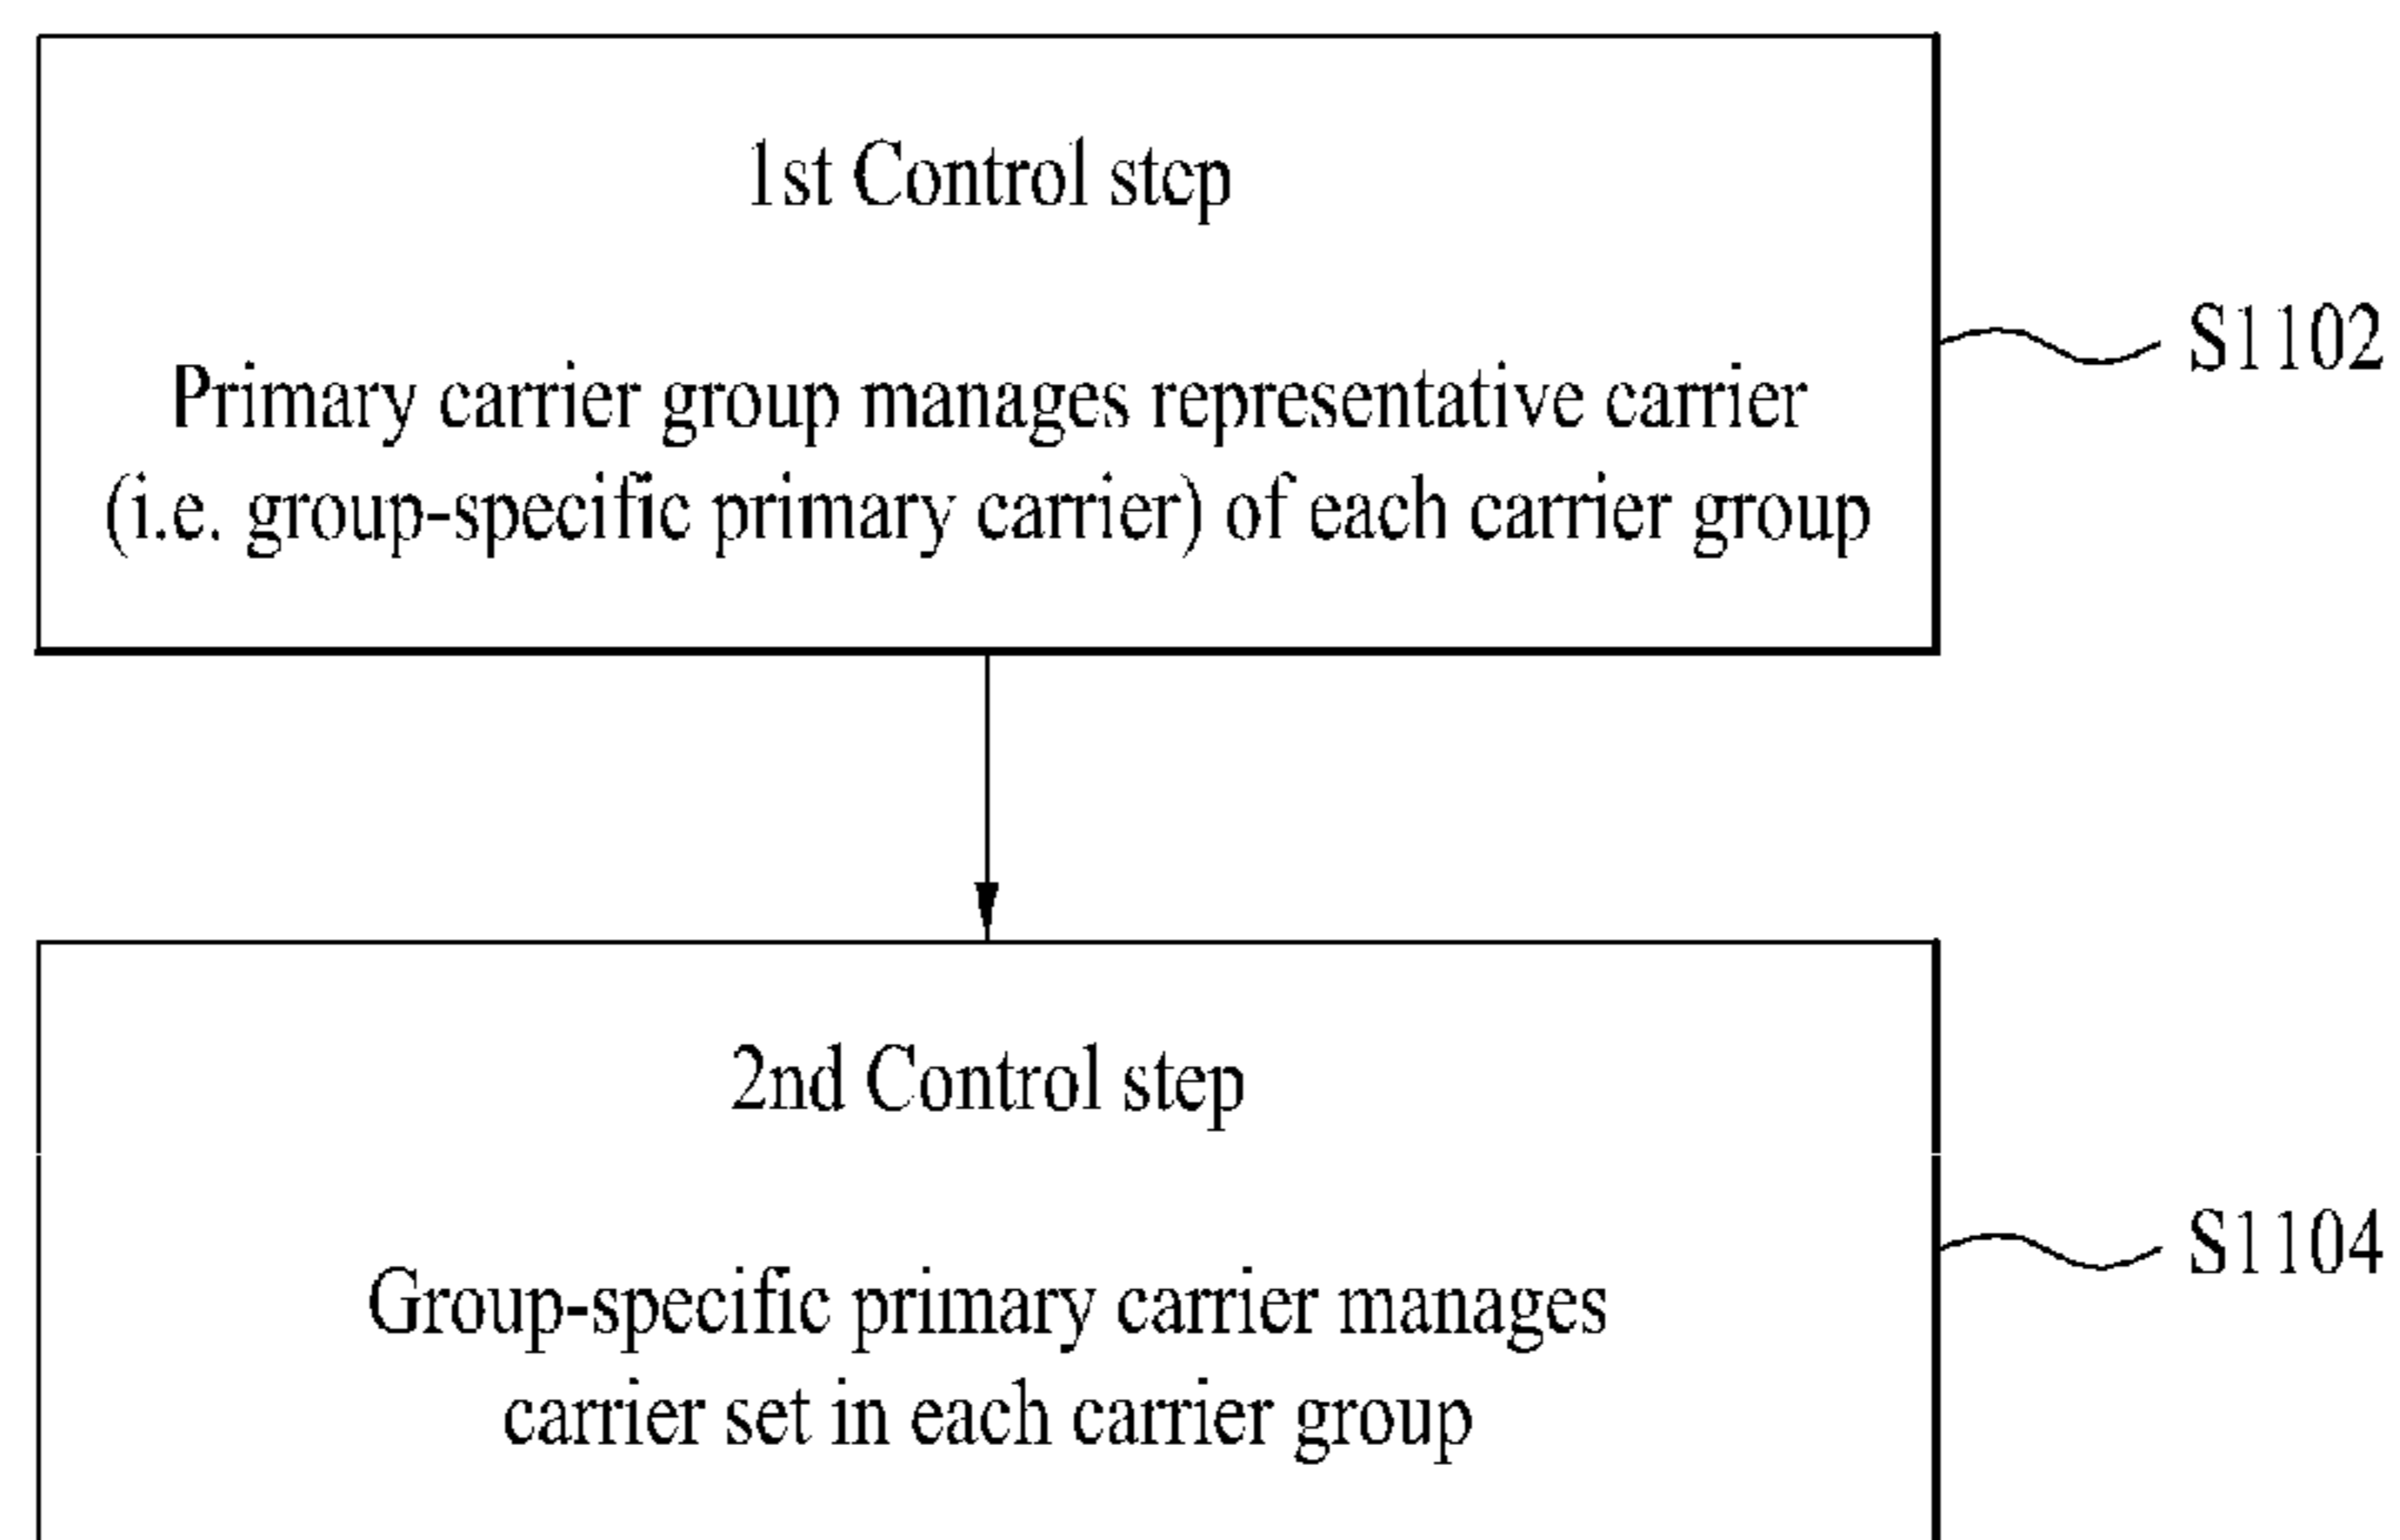 1st Control step
Primary carrier group manages representative carrier
(i.e. group-specific primary carrier) of each carrier group
S1102
2nd Control step
Group-specific primary carrier manages
carrier set in each carrier group
S1104